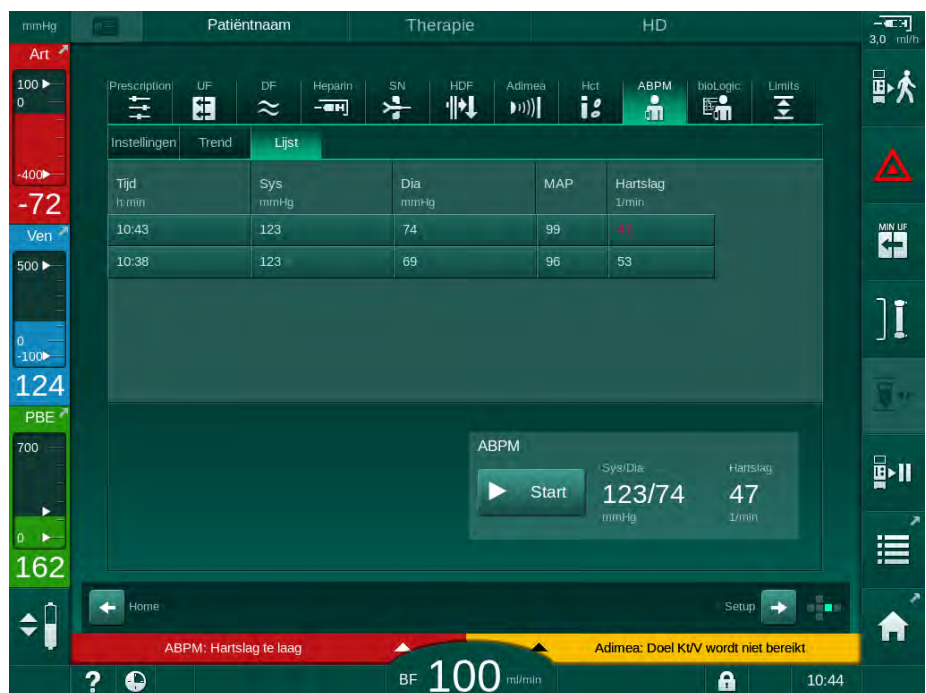 mmHg Patiëntnaam Therapie HD 3,0 ml/h
Art
100
0
-400
-72
Ven
500
0
-100
124
PBE
700
0
162
Prescription UF DF Heparin SN HDF Adimea Hct ABPM bioLogic Limits
Instellingen Trend Lijst
Tijd Sys Dia MAP Hartslag
h:min mmHg mmHg 1/min
10:43 123 74 99 47
10:38 123 69 96 53
ABPM
Sys/Dia Hartslag
Start 123/74 47
mmHg 1/min
Home Setup
MIN UF
ABPM: Hartslag te laag Adimea: Doel Kt/V wordt niet bereikt
? BF 100 ml/min 10:44